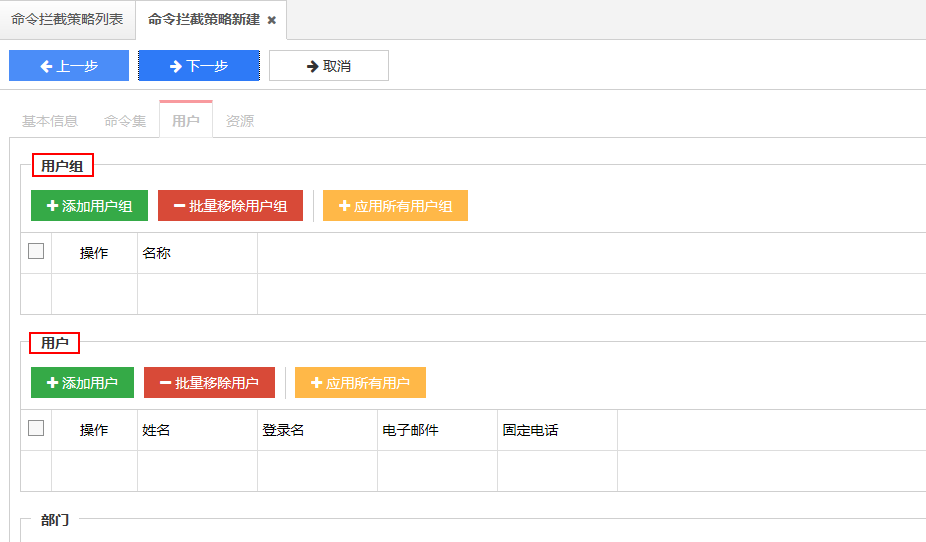 命令拦截策略列表 命令拦截策略新建
上一步 下一步 取消
基本信息 命令集 用户 资源
用户组
添加用户组 批量移除用户组 应用所有用户组
操作 名称
用户
添加用户 批量移除用户 应用所有用户
操作 姓名 登录名 电子邮件 固定电话
部门